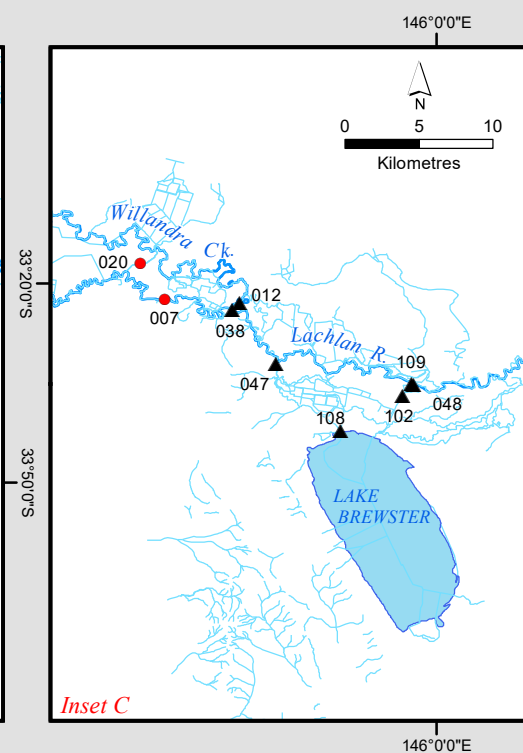 146°0'0"E
N
0 5 10
Kilometres
Willandra Ck.
020
33°20'0"S
012
007
038
Lachlan R.
109
047
048
102
108
33°50'0"S
LAKE
BREWSTER
Inset C
146°0'0"E